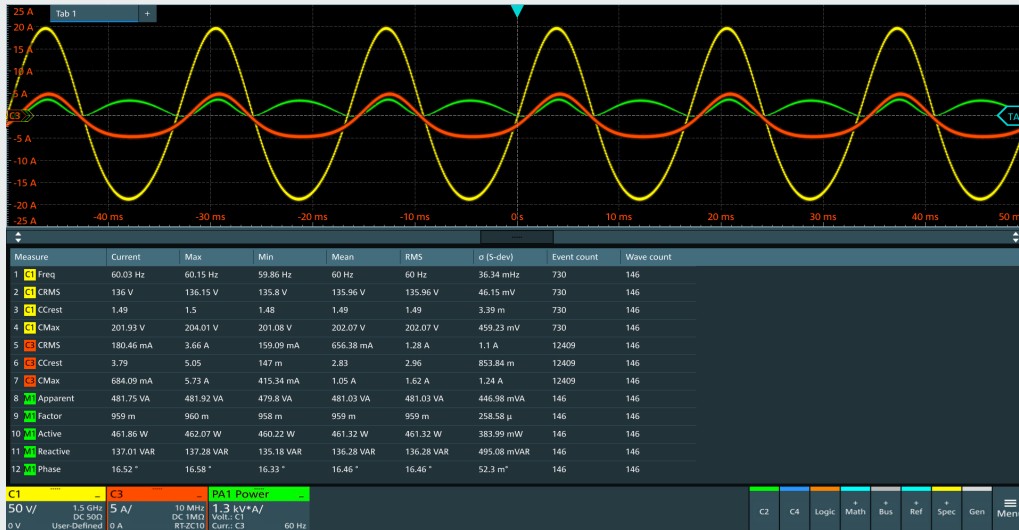 25 A
Tab 1 +
20 A
15 A
10 A
5 A
C3
TA
-5 A
-10 A
-15 A
-20 A
-25 A
-40 ms -30 ms -20 ms -10 ms 0 s 10 ms 20 ms 30 ms 40 ms 50 m
Measure Current Max Min Mean RMS σ (S-dev) Event count Wave count
1 C1 Freq 60.03 Hz 60.15 Hz 59.86 Hz 60 Hz 60 Hz 36.34 mHz 730 146
2 C1 CRMS 136 V 136.15 V 135.8 V 135.96 V 135.96 V 46.15 mV 730 146
3 C1 CCrest 1.49 1.5 1.48 1.49 1.49 3.39 m 730 146
4 C1 CMax 201.93 V 204.01 V 201.08 V 202.07 V 202.07 V 459.23 mV 730 146
5 C3 CRMS 180.46 mA 3.66 A 159.09 mA 656.38 mA 1.28 A 1.1 A 12409 146
6 C3 CCrest 3.79 5.05 147 m 2.83 2.96 853.84 m 12409 146
7 C3 CMax 684.09 mA 5.73 A 415.34 mA 1.05 A 1.62 A 1.24 A 12409 146
8 M1 Apparent 481.75 VA 481.92 VA 479.8 VA 481.03 VA 481.03 VA 446.98 mVA 146 146
9 M1 Factor 959 m 960 m 958 m 959 m 959 m 258.58 μ 146 146
10 M1 Active 461.86 W 462.07 W 460.22 W 461.32 W 461.32 W 383.99 mW 146 146
11 M1 Reactive 137.01 VAR 137.28 VAR 135.18 VAR 136.28 VAR 136.28 VAR 495.08 mVAR 146 146
12 M1 Phase 16.52 ° 16.58 ° 16.33 ° 16.46 ° 16.46 ° 52.3 m° 146 146
C1 C3 PA1 Power
50 V/ 1.5 GHz 5 A/ 10 MHz 1.3 kV*A/
DC 50Ω DC 1MΩ Volt.: C1
0 V User-Defined 0 A RT-ZC10 Curr.: C3 60 Hz
C2 C4 Logic + Math + Bus + Ref + Spec Gen Menu